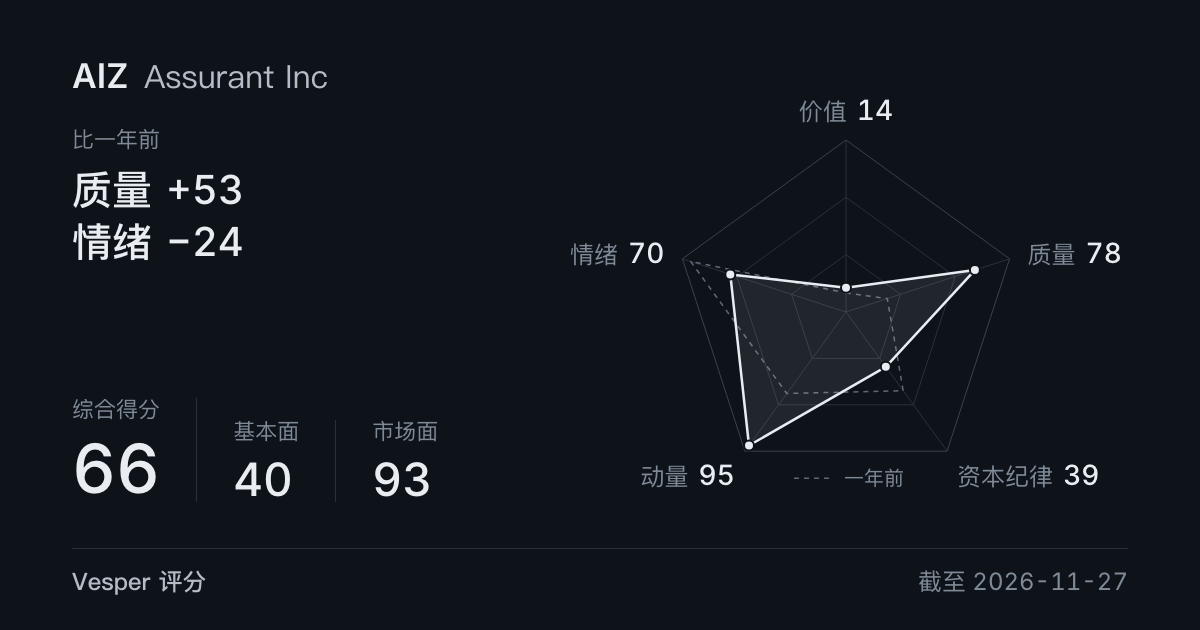 AIZ Assurant Inc
比一年前
质量 +53
情绪 −24
综合得分
66
基本面
40
市场面
93
价值 14
情绪 70
质量 78
动量 95
一年前
资本纪律 39
Vesper 评分
截至 2026-11-27